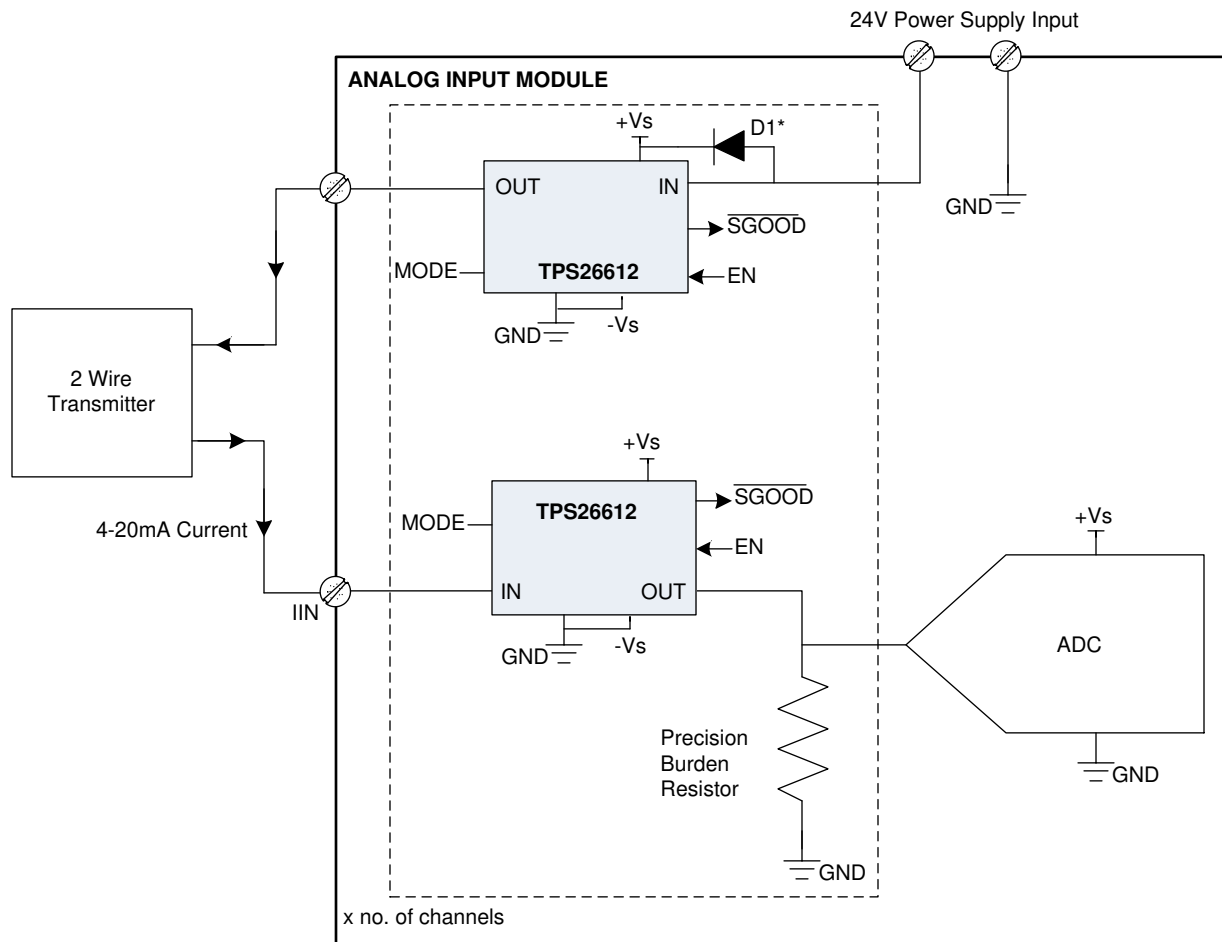 24V Power Supply Input
ANALOG INPUT MODULE
+Vs
D1*
OUT
IN
SGOOD
MODE
TPS26612
EN
GND
-Vs
GND
2 Wire
Transmitter
+Vs
TPS26612
SGOOD
MODE
EN
4-20mA Current
IN
OUT
IIN
GND
-Vs
+Vs
ADC
GND
Precision
Burden
Resistor
GND
x no. of channels